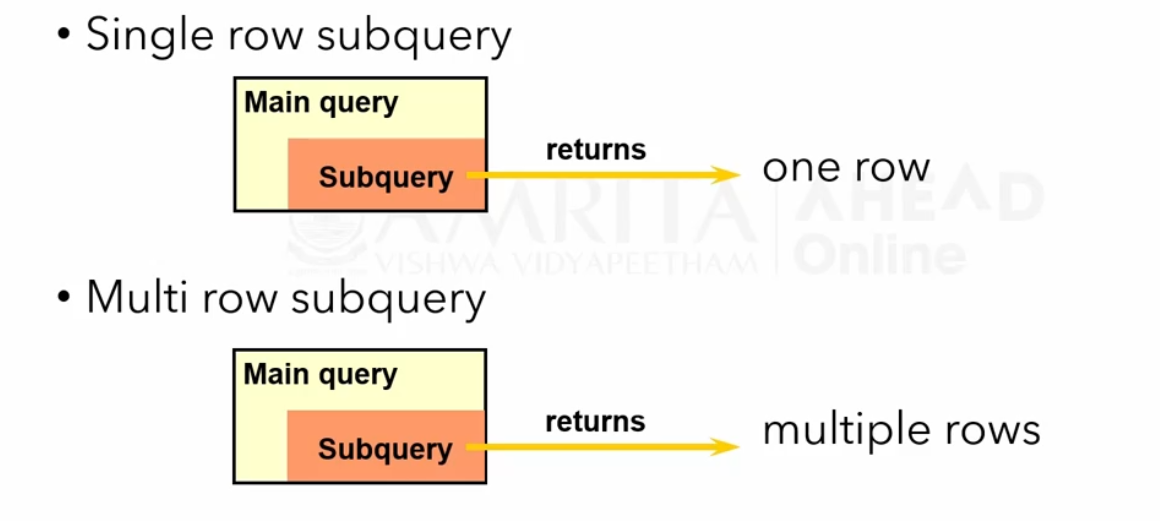 • Single row subquery
Main query
Subquery
returns
one row
AMRITA
VISHWA VIDYAPEETHAM
AHEAD
Online
• Multi row subquery
Main query
Subquery
returns
multiple rows